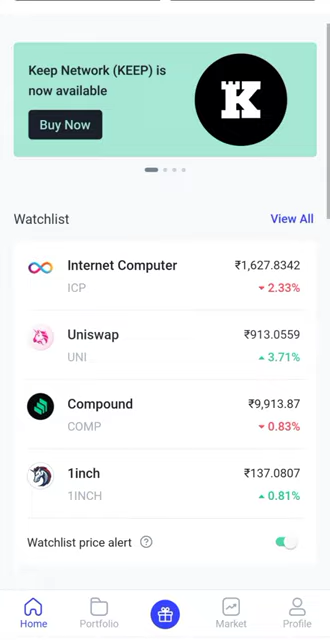 Keep Network (KEEP) is
now available
Buy Now
Watchlist
View All
Internet Computer
₹1,627.8342
ICP
2.33%
Uniswap
₹913.0559
UNI
3.71%
Compound
₹9,913.87
COMP
0.83%
1inch
₹137.0807
1INCH
0.81%
Watchlist price alert ?
Home
Portfolio
Market
Profile